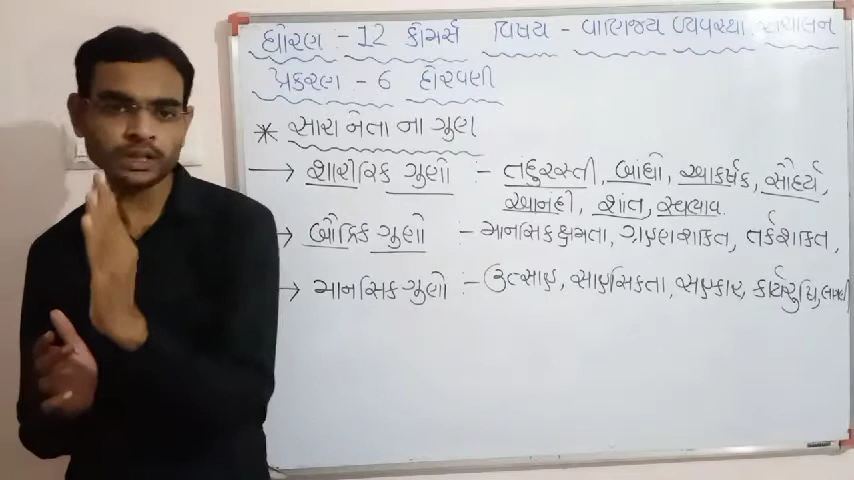 ધોરણ :- 12 કોમર્સ વિષય - વાણિજ્ય વ્યવસ્થા સંચાલન
પ્રકરણ - 6 દોરવણી
* સારા નેતા ના ગુણ
→ શારીરિક ગુણો :- તંદુરસ્તી, બાંધો, આકર્ષક, સૌંદર્ય,
આનંદી, શાંત, સ્વભાવ.
→ બૌદ્રિક ગુણો :- માનસિક ક્ષમતા, ગ્રહણશક્તિ, તર્કશક્તિ,
→ માનસિક ગુણો :- ઉત્સાહ, સાહસિકતા, સહકાર, કાર્યરુચિ,